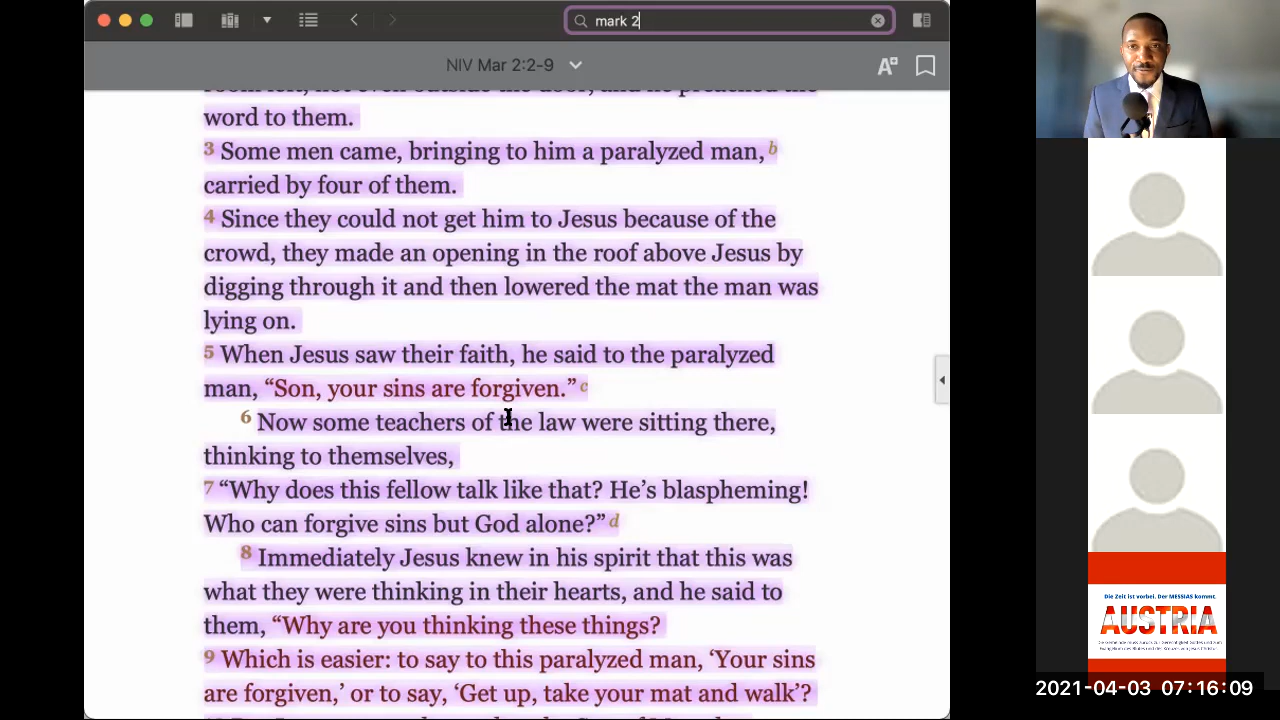 mark 2
NIV Mar 2:2-9
word to them.
3 Some men came, bringing to him a paralyzed man, b
carried by four of them.
4 Since they could not get him to Jesus because of the
crowd, they made an opening in the roof above Jesus by
digging through it and then lowered the mat the man was
lying on.
5 When Jesus saw their faith, he said to the paralyzed
man, “Son, your sins are forgiven.” c
6 Now some teachers of the law were sitting there,
thinking to themselves,
7 “Why does this fellow talk like that? He’s blaspheming!
Who can forgive sins but God alone?” d
8 Immediately Jesus knew in his spirit that this was
what they were thinking in their hearts, and he said to
them, “Why are you thinking these things?
9 Which is easier: to say to this paralyzed man, ‘Your sins
are forgiven,’ or to say, ‘Get up, take your mat and walk’?
Die Zeit ist vorbei. Der MESSIAS kommt.
AUSTRIA
2021-04-03 07:16:09